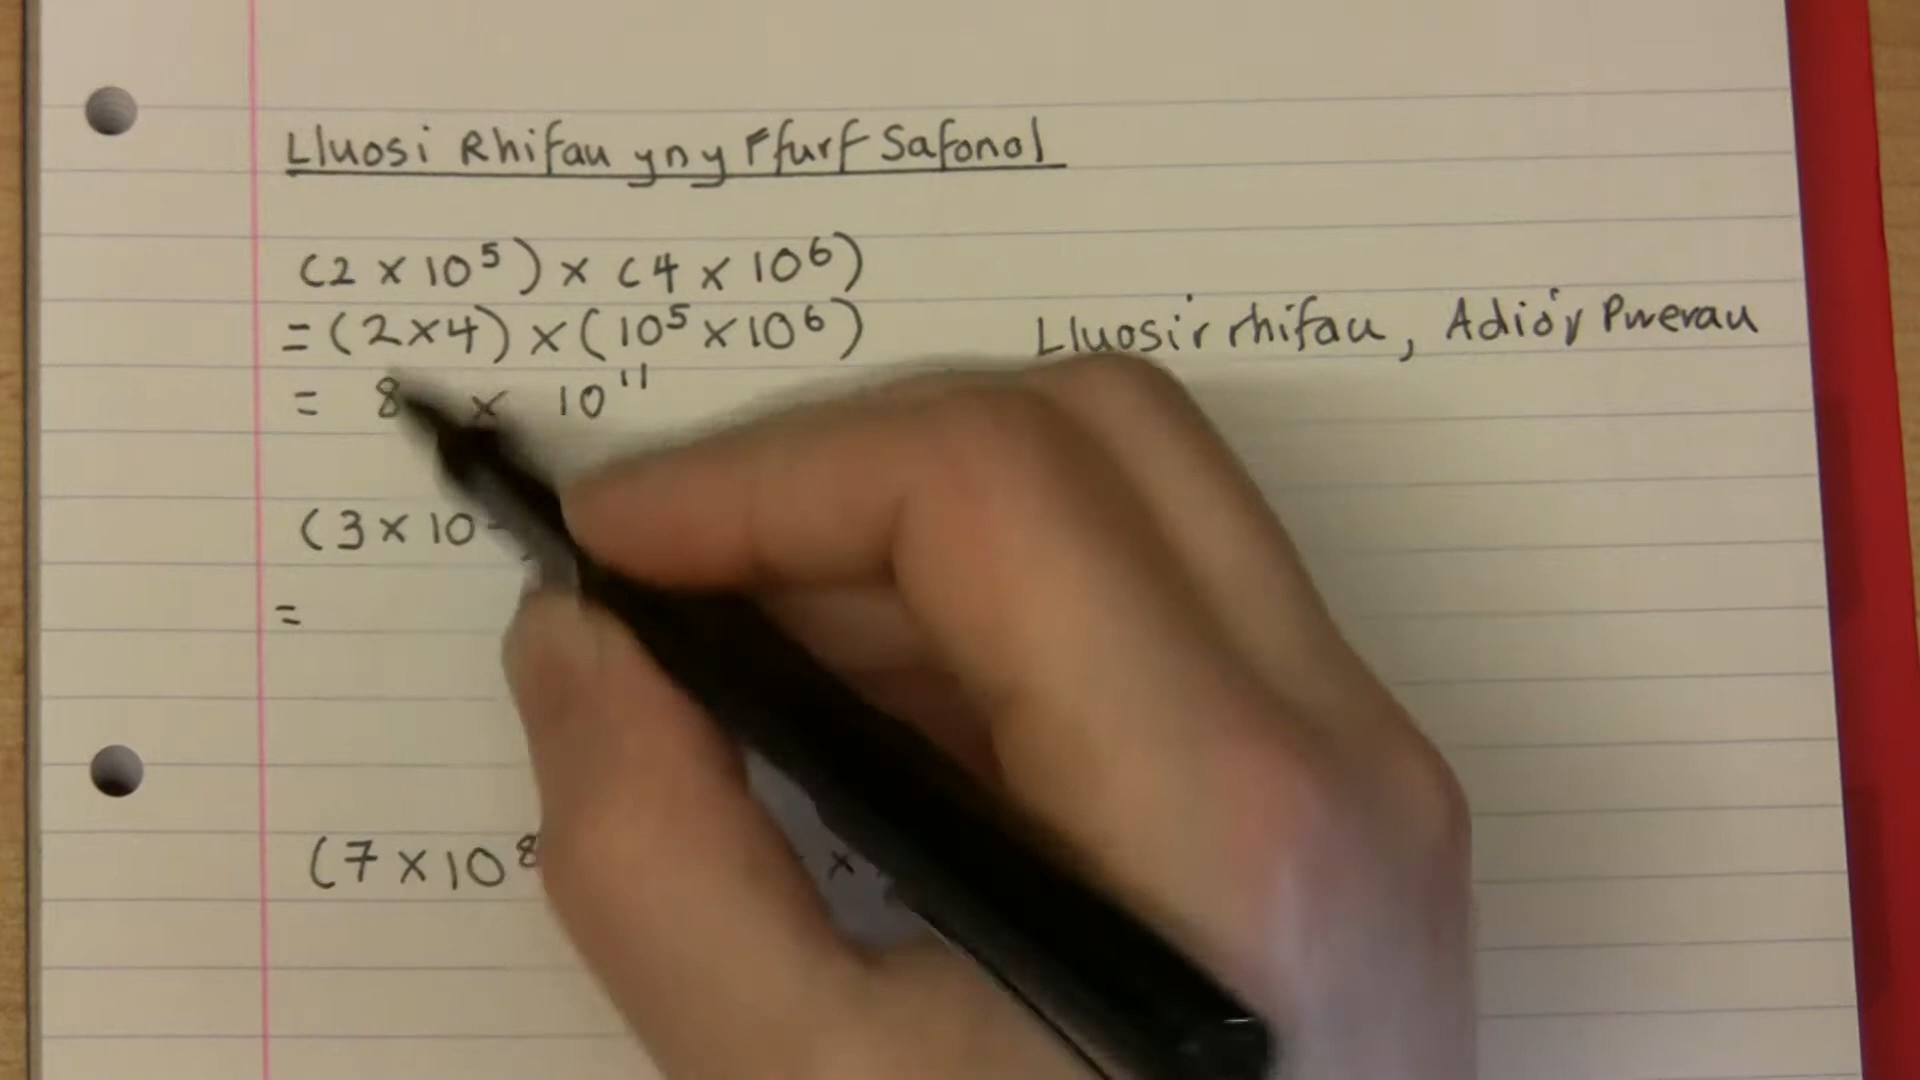 Lluosi Rhifau yn y Ffurf Safonol
(2 × 10⁵) × (4 × 10⁶)
= (2×4) × (10⁵ × 10⁶) Lluosi'r rhifau, Adio'r Pwerau
= 8 × 10¹¹
(3 × 10
=
(7 × 10⁸ ×